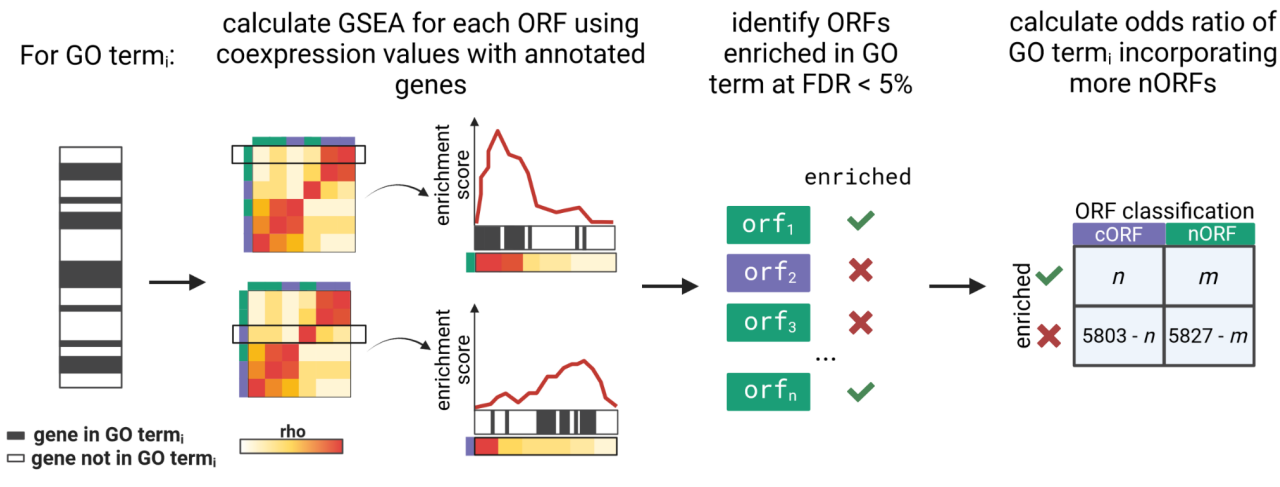 For GO termᵢ:
calculate GSEA for each ORF using
coexpression values with annotated
genes
identify ORFs
enriched in GO
term at FDR < 5%
calculate odds ratio of
GO termᵢ incorporating
more nORFs
gene in GO termᵢ
gene not in GO termᵢ
rho
enrichment
score
enrichment
score
enriched
orf₁
orf₂
orf₃
...
orfₙ
ORF classification
cORF nORF
enriched
n m
5803 - n 5827 - m